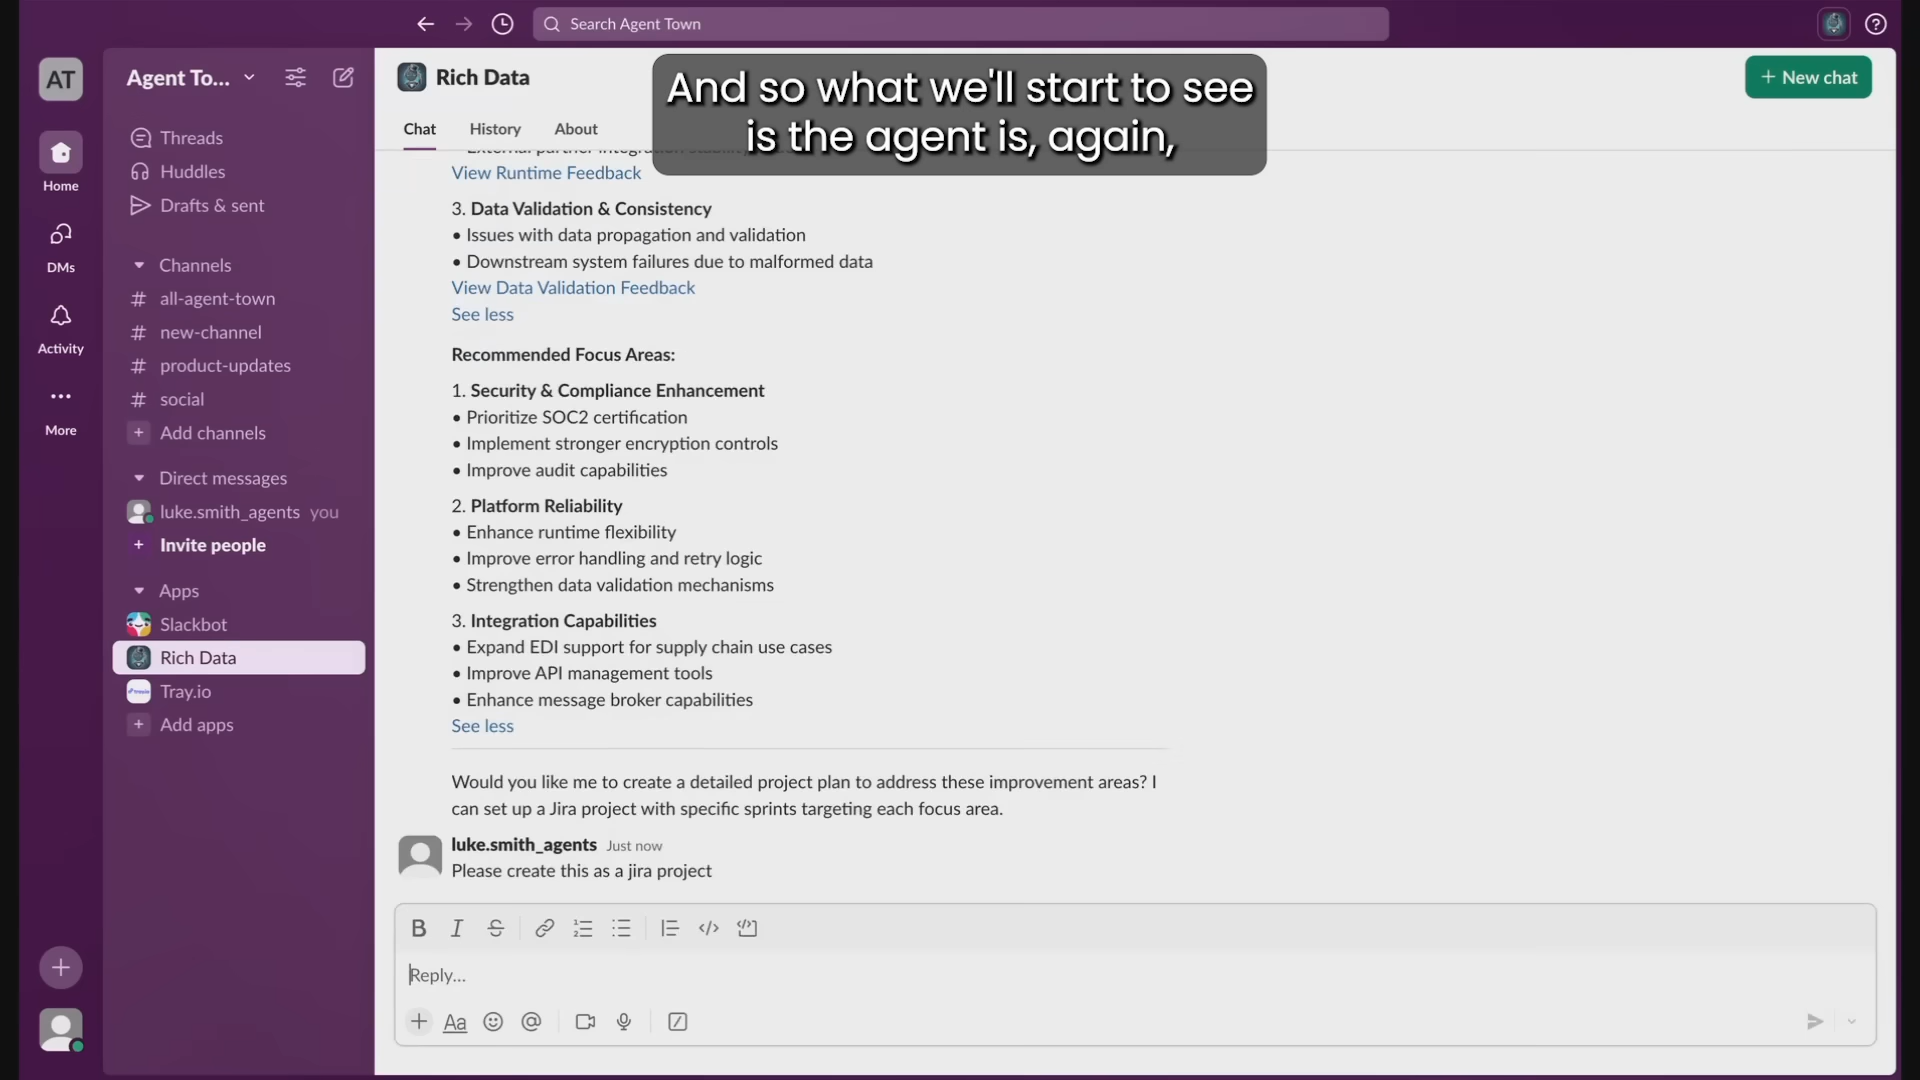 Search Agent Town
AT
Agent To...
Rich Data
And so what we'll start to see
is the agent is, again,
+ New chat
Home
DMs
Activity
More
Threads
Huddles
Drafts & sent
Channels
# all-agent-town
# new-channel
# product-updates
# social
+ Add channels
Direct messages
luke.smith_agents you
+ Invite people
Apps
Slackbot
Rich Data
Tray.io
+ Add apps
Chat
History
About
• External partner integration
View Runtime Feedback
3. Data Validation & Consistency
• Issues with data propagation and validation
• Downstream system failures due to malformed data
View Data Validation Feedback
See less
Recommended Focus Areas:
1. Security & Compliance Enhancement
• Prioritize SOC2 certification
• Implement stronger encryption controls
• Improve audit capabilities
2. Platform Reliability
• Enhance runtime flexibility
• Improve error handling and retry logic
• Strengthen data validation mechanisms
3. Integration Capabilities
• Expand EDI support for supply chain use cases
• Improve API management tools
• Enhance message broker capabilities
See less
Would you like me to create a detailed project plan to address these improvement areas? I
can set up a Jira project with specific sprints targeting each focus area.
luke.smith_agents Just now
Please create this as a jira project
B I S
Reply...
+ Aa @